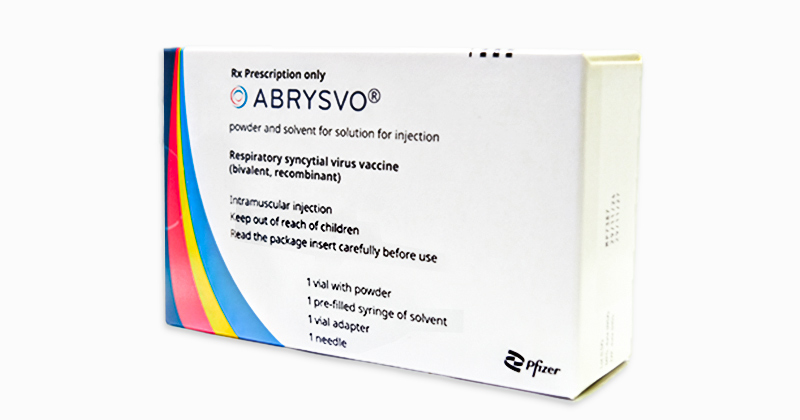 Rx Prescription only
ABRYSVO®
powder and solvent for solution for injection
Respiratory syncytial virus vaccine
(bivalent, recombinant)
Intramuscular injection
Keep out of reach of children
Read the package insert carefully before use
1 vial with powder
1 pre-filled syringe of solvent
1 vial adapter
1 needle
Pfizer